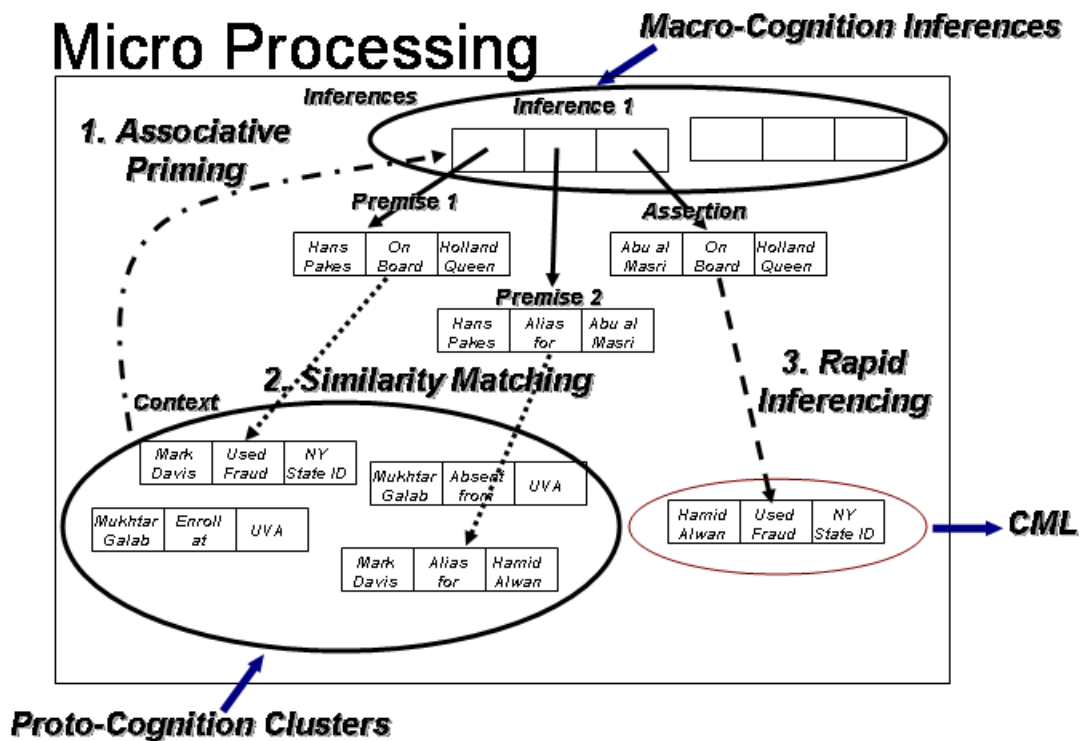 Macro-Cognition Inferences
Micro Processing
Inferences
Inference 1
1. Associative
Priming
Premise 1
Assertion
Hans
Pakes
On
Board
Holland
Queen
Abu al
Masri
On
Board
Holland
Queen
Premise 2
Hans
Pakes
Alias
for
Abu al
Masri
2. Similarity Matching
3. Rapid
Inferencing
Context
Mark
Davis
Used
Fraud
NY
State ID
Mukhtar
Galab
Absent
from
UVA
Mukhtar
Galab
Enroll
at
UVA
Hamid
Alwan
Used
Fraud
NY
State ID
CML
Mark
Davis
Alias
for
Hamid
Alwan
Proto-Cognition Clusters